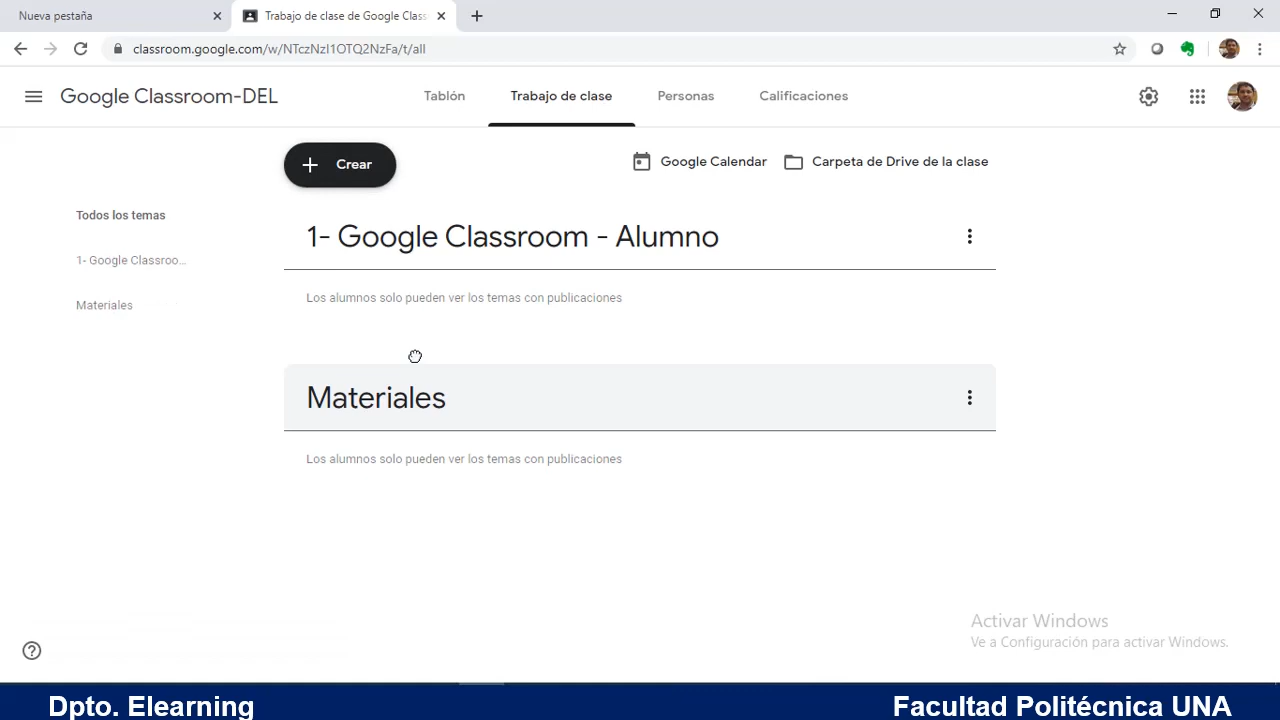 Nueva pestaña
Trabajo de clase de Google Clas
classroom.google.com/w/NTczNzI1OTQ2NzFa/t/all
Google Classroom-DEL
Tablón
Trabajo de clase
Personas
Calificaciones
Crear
Google Calendar
Carpeta de Drive de la clase
Todos los temas
1- Google Classroo...
Materiales
1- Google Classroom - Alumno
Los alumnos solo pueden ver los temas con publicaciones
Materiales
Los alumnos solo pueden ver los temas con publicaciones
Activar Windows
Ve a Configuración para activar Windows.
Dpto. Elearning
Facultad Politécnica UNA